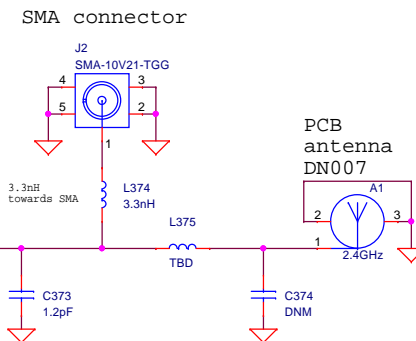 SMA connector
J2
SMA-10V21-TGG
4
3
5
2
1
PCB
antenna
DN007
3.3nH
towards SMA
L374
3.3nH
A1
L375
2
3
1
TBD
2.4GHz
C373
1.2pF
C374
DNM